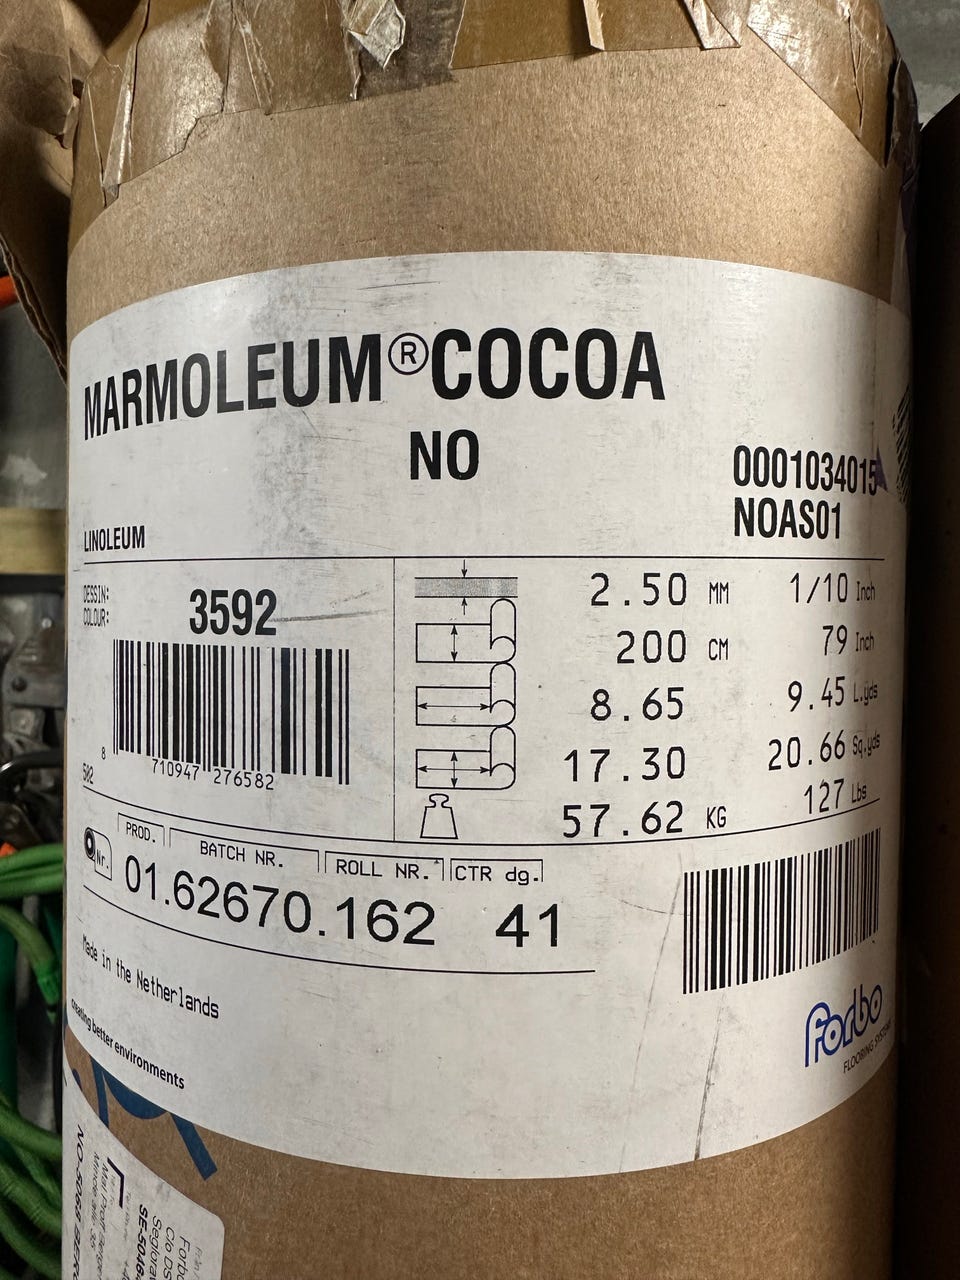 MARMOLEUM®COCOA
NO
0001034015
NOAS01
LINOLEUM
DESSIN:
COLOUR:
3592
8 710947 276582
502
2.50 MM 1/10 Inch
200 CM 79 Inch
8.65 9.45 L.yds
17.30 20.66 Sq.yds
57.62 KG 127 Lbs
Nr. PROD. BATCH NR. ROLL NR. CTR dg.
01.62670.162 41
Made in the Netherlands
creating better environments
Forbo
FLOORING SYSTEMS